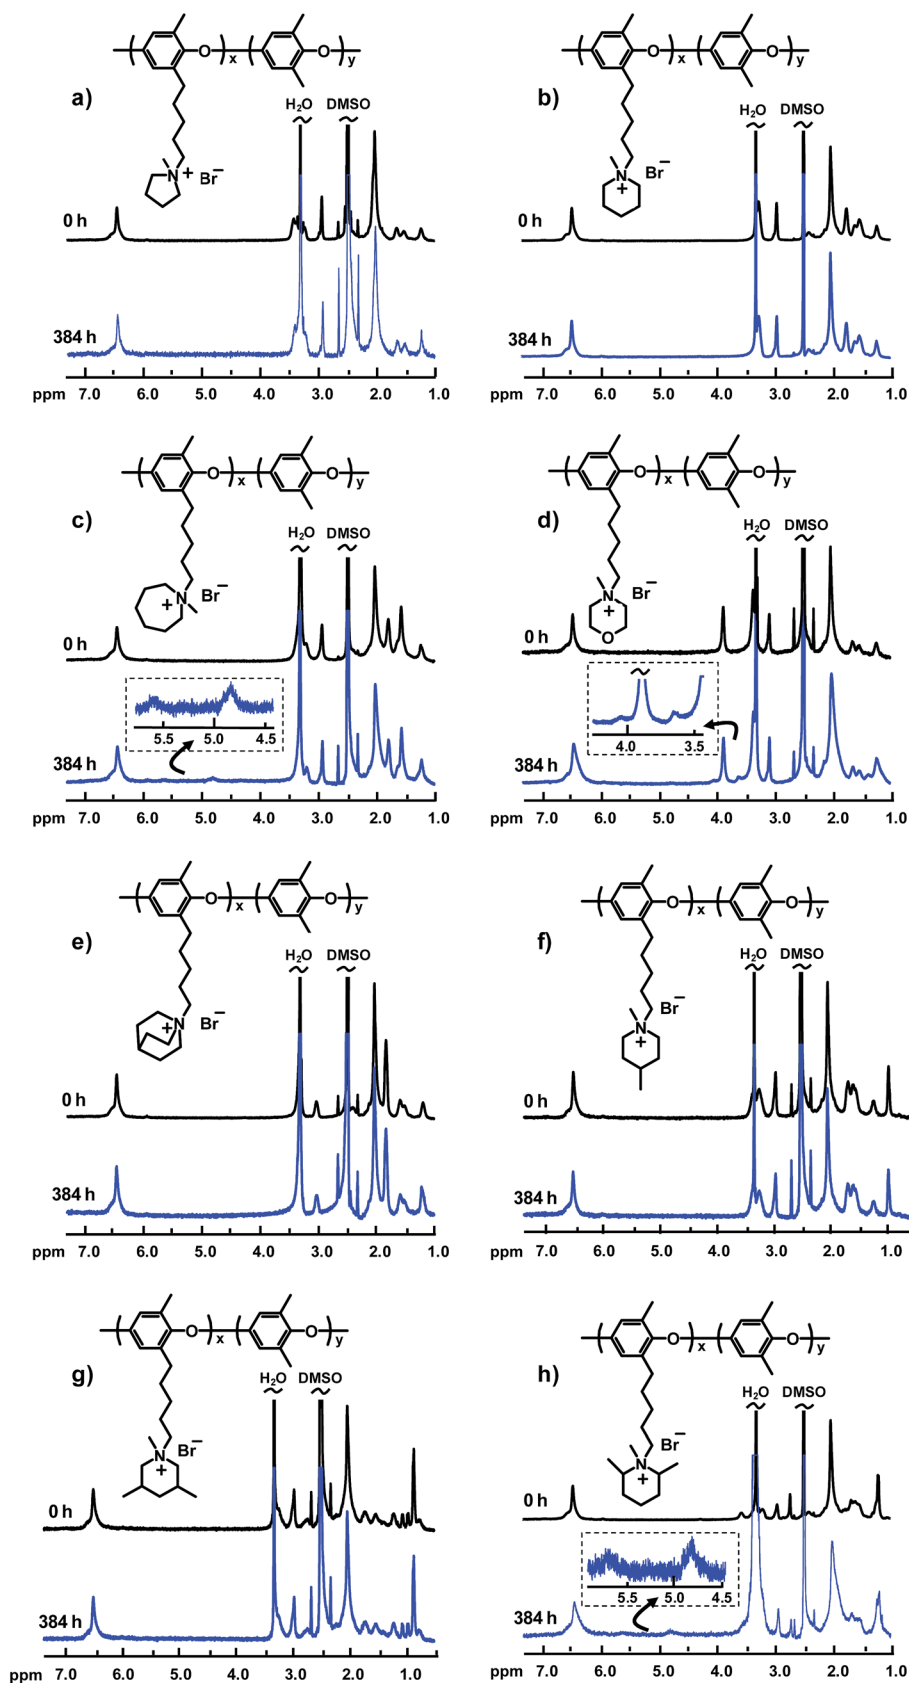 O x O y
a)
H₂O DMSO
N + Br−
0 h
384 h
ppm 7.0 6.0 5.0 4.0 3.0 2.0 1.0
O x O y
b)
H₂O DMSO
N + Br−
0 h
384 h
ppm 7.0 6.0 5.0 4.0 3.0 2.0 1.0
O x O y
c)
H₂O DMSO
N + Br−
0 h
5.5 5.0 4.5
384 h
ppm 7.0 6.0 5.0 4.0 3.0 2.0 1.0
O x O y
d)
H₂O DMSO
N + Br−
O
0 h
4.0 3.5
384 h
ppm 7.0 6.0 5.0 4.0 3.0 2.0 1.0
O x O y
e)
H₂O DMSO
N + Br−
0 h
384 h
ppm 7.0 6.0 5.0 4.0 3.0 2.0 1.0
O x O y
f)
H₂O DMSO
N + Br−
0 h
384 h
ppm 7.0 6.0 5.0 4.0 3.0 2.0 1.0
O x O y
g)
H₂O DMSO
N + Br−
0 h
384 h
ppm 7.0 6.0 5.0 4.0 3.0 2.0 1.0 0.5
O x O y
h)
H₂O DMSO
N + Br−
0 h
5.5 5.0 4.5
384 h
ppm 7.0 6.0 5.0 4.0 3.0 2.0 1.0